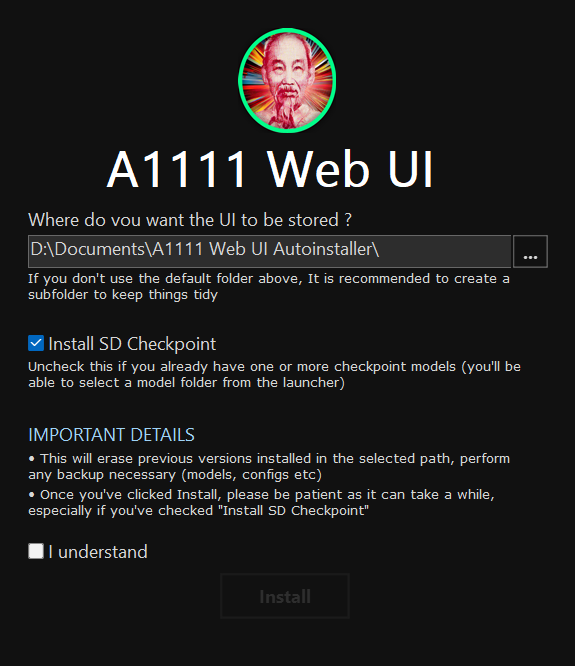 A1111 Web UI
Where do you want the UI to be stored ?
D:\Documents\A1111 Web UI Autoinstaller\
...
If you don't use the default folder above, It is recommended to create a
subfolder to keep things tidy
Install SD Checkpoint
Uncheck this if you already have one or more checkpoint models (you'll be
able to select a model folder from the launcher)
IMPORTANT DETAILS
• This will erase previous versions installed in the selected path, perform
any backup necessary (models, configs etc)
• Once you've clicked Install, please be patient as it can take a while,
especially if you've checked "Install SD Checkpoint"
I understand
Install